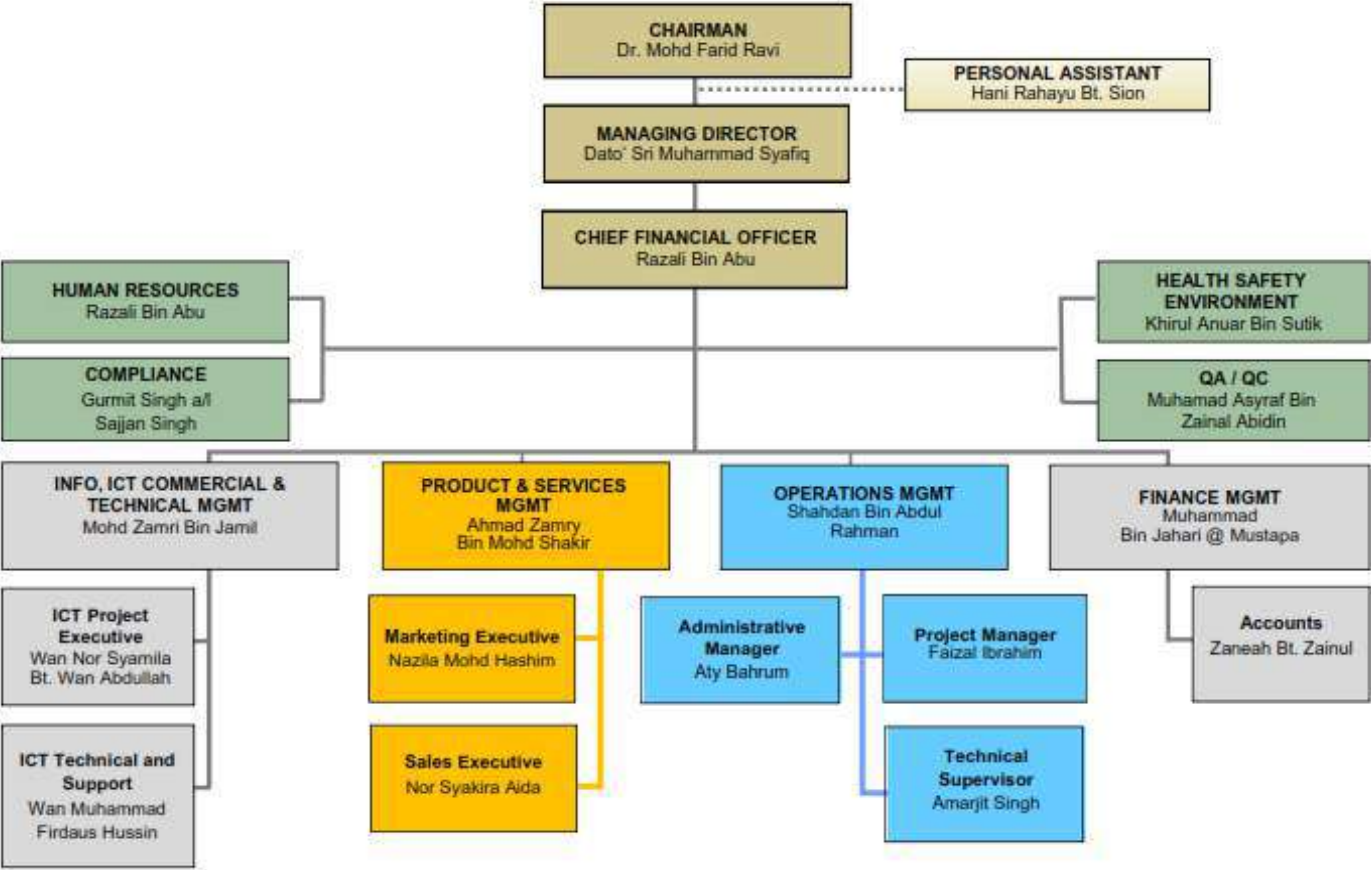 CHAIRMAN
Dr. Mohd Farid Ravi
PERSONAL ASSISTANT
Hani Rahayu Bt. Sion
MANAGING DIRECTOR
Dato' Sri Muhammad Syafiq
CHIEF FINANCIAL OFFICER
Razali Bin Abu
HUMAN RESOURCES
Razali Bin Abu
HEALTH SAFETY
ENVIRONMENT
Khirul Anuar Bin Sutik
COMPLIANCE
Gurmit Singh a/l
Sajjan Singh
QA / QC
Muhamad Asyraf Bin
Zainal Abidin
INFO, ICT COMMERCIAL &
TECHNICAL MGMT
Mohd Zamri Bin Jamil
PRODUCT & SERVICES
MGMT
Ahmad Zamry
Bin Mohd Shakir
OPERATIONS MGMT
Shahdan Bin Abdul
Rahman
FINANCE MGMT
Muhammad
Bin Jahari @ Mustapa
ICT Project
Executive
Wan Nor Syamila
Bt. Wan Abdullah
Marketing Executive
Nazila Mohd Hashim
Administrative
Manager
Aty Bahrum
Project Manager
Faizal Ibrahim
Accounts
Zaneah Bt. Zainul
ICT Technical and
Support
Wan Muhammad
Firdaus Hussin
Sales Executive
Nor Syakira Aida
Technical
Supervisor
Amarjit Singh